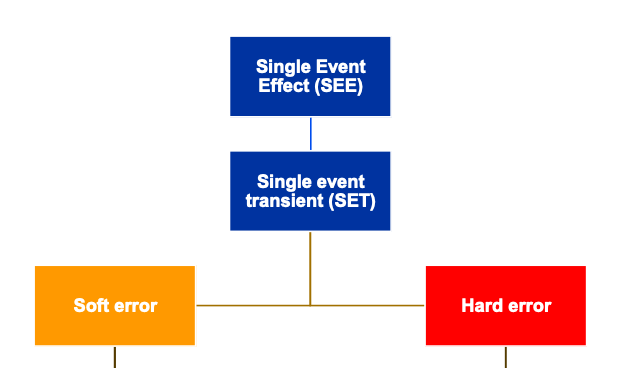 Single Event
Effect (SEE)
Single event
transient (SET)
Soft error
Hard error